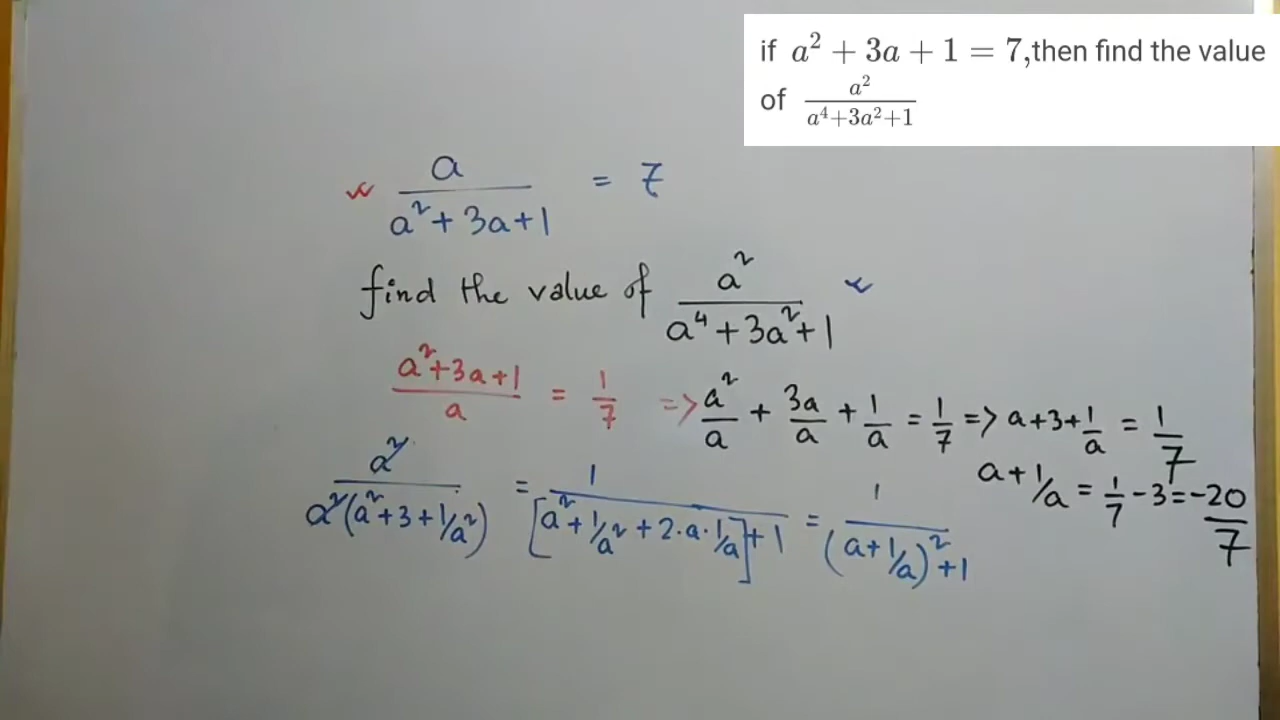 if a² + 3a + 1 = 7,then find the value
of a²/(a⁴+3a²+1)
a/(a²+3a+1) = 7
find the value of a²/(a⁴+3a²+1)
(a²+3a+1)/a = 1/7 => a²/a + 3a/a + 1/a = 1/7 => a+3+1/a = 1/7
a+1/a = 1/7 -3 = -20/7
a²/(a²(a²+3+1/a²)) = 1/([a²+1/a²+2·a·1/a]+1) = 1/((a+1/a)²+1)